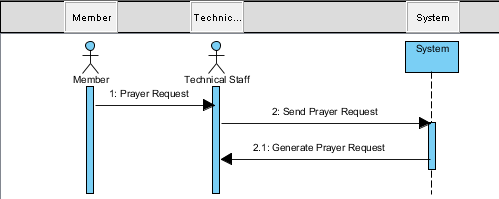 Member
Technic...
System
System
Member
Technical Staff
1: Prayer Request
2: Send Prayer Request
2.1: Generate Prayer Request